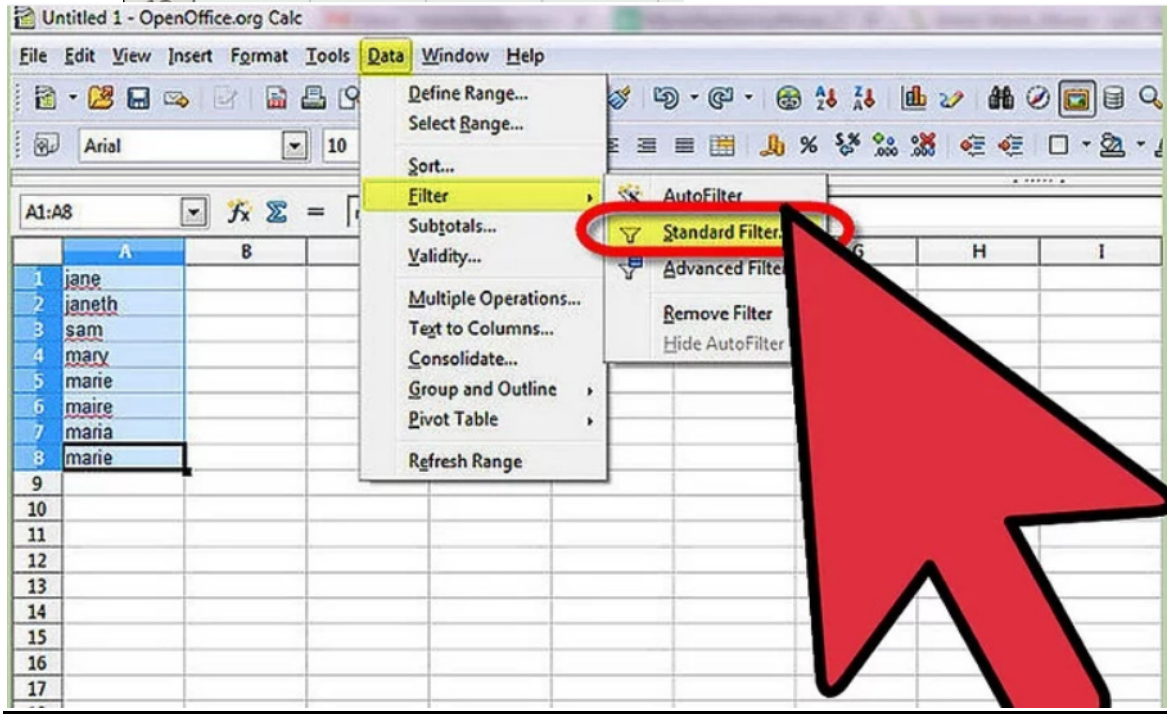 Untitled 1 - OpenOffice.org Calc
File Edit View Insert Format Tools Data Window Help
Define Range...
Select Range...
Arial 10
Sort...
Filter
AutoFilter
A1:A8
Subtotals...
Standard Filter...
Validity...
Advanced Filter
A B G H I
1 jane
2 janeth
Multiple Operations...
Remove Filter
3 sam
Text to Columns...
Hide AutoFilter
4 mary
Consolidate...
5 marie
Group and Outline
6 maire
Pivot Table
7 maria
8 marie
Refresh Range
9
10
11
12
13
14
15
16
17